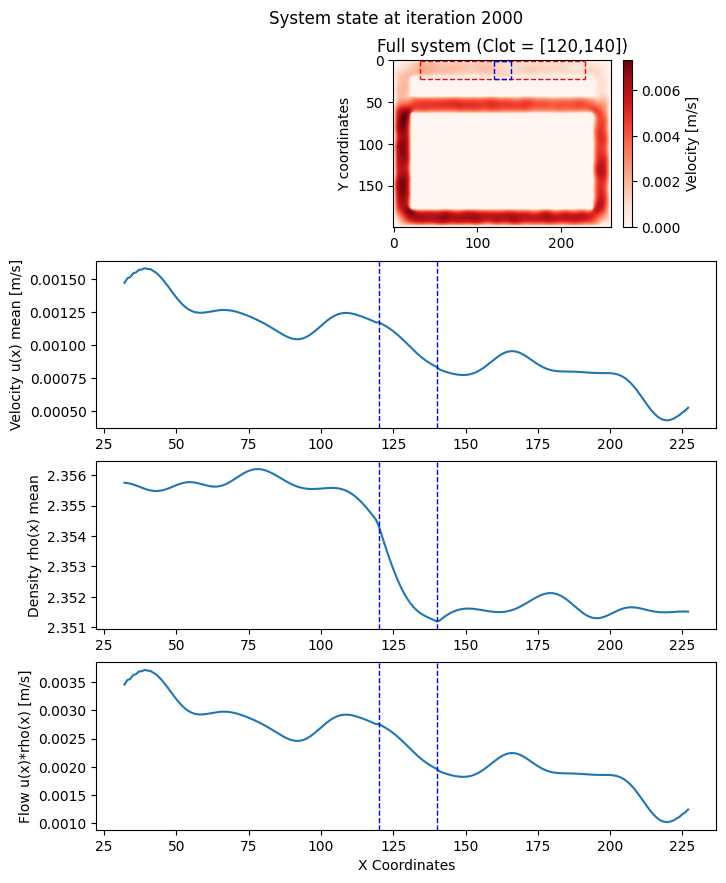 System state at iteration 2000
Full system (Clot = [120,140])
Y coordinates
0
50
100
150
0 100 200
0.006
0.004
0.002
0.000
Velocity [m/s]
Velocity u(x) mean [m/s]
0.00150
0.00125
0.00100
0.00075
0.00050
25 50 75 100 125 150 175 200 225
Density rho(x) mean
2.356
2.355
2.354
2.353
2.352
2.351
25 50 75 100 125 150 175 200 225
Flow u(x)*rho(x) [m/s]
0.0035
0.0030
0.0025
0.0020
0.0015
0.0010
25 50 75 100 125 150 175 200 225
X Coordinates